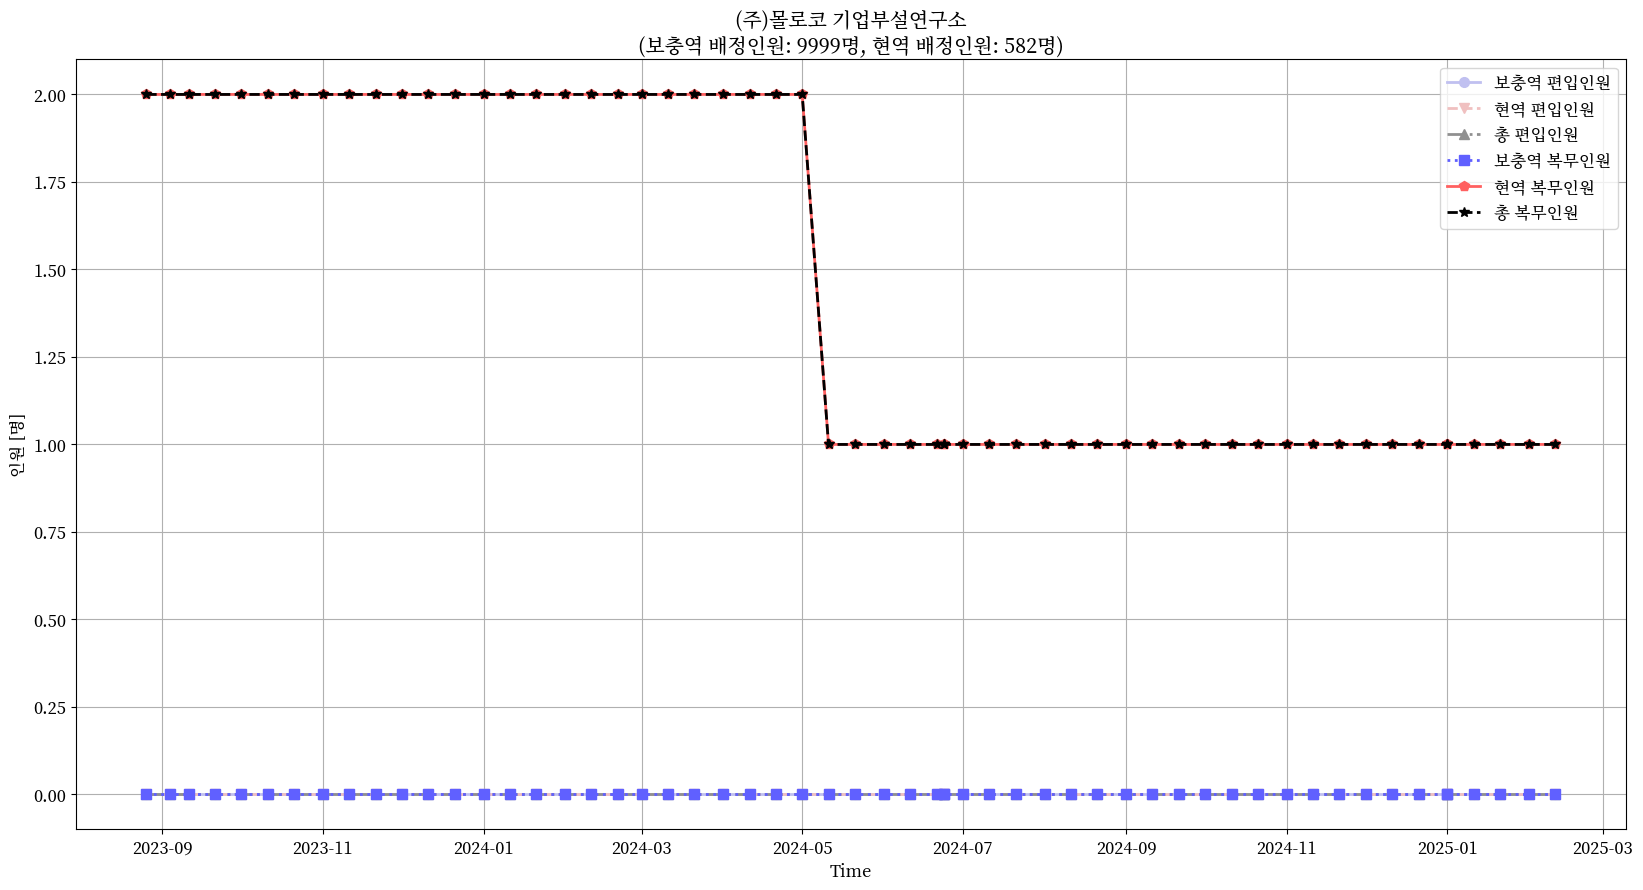 (주)몰로코 기업부설연구소
(보충역 배정인원: 9999명, 현역 배정인원: 582명)
보충역 편입인원
현역 편입인원
총 편입인원
보충역 복무인원
현역 복무인원
총 복무인원
인원 [명]
2.00
1.75
1.50
1.25
1.00
0.75
0.50
0.25
0.00
2023-09
2023-11
2024-01
2024-03
2024-05
2024-07
2024-09
2024-11
2025-01
2025-03
Time